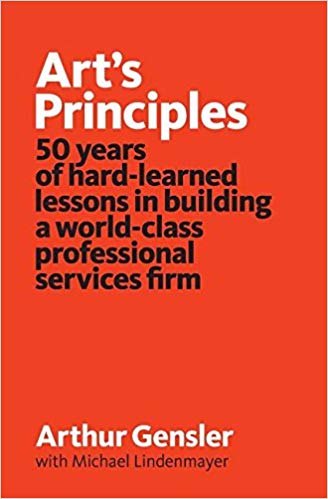 Art's
Principles
50 years
of hard-learned
lessons in building
a world-class
professional
services firm
Arthur Gensler
with Michael Lindenmayer